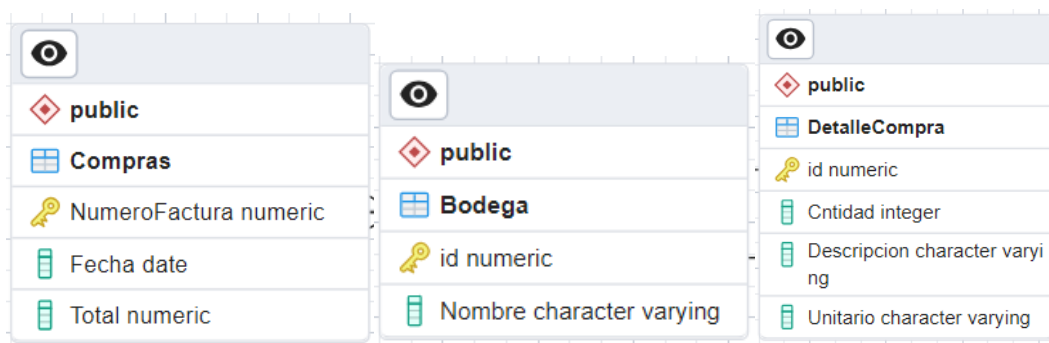 public
Compras
NumeroFactura numeric
Fecha date
Total numeric
public
Bodega
id numeric
Nombre character varying
public
DetalleCompra
id numeric
Cntidad integer
Descripcion character varyi
ng
Unitario character varying